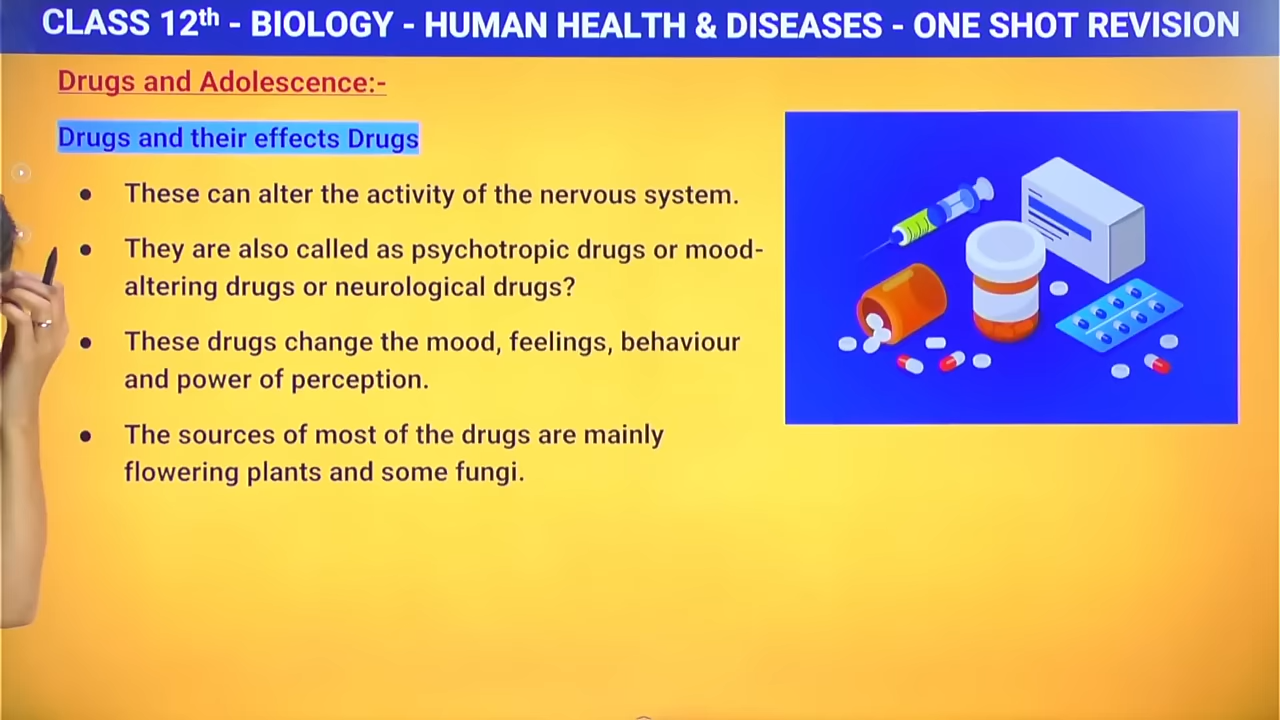 CLASS 12th - BIOLOGY - HUMAN HEALTH & DISEASES - ONE SHOT REVISION
Drugs and Adolescence:-
Drugs and their effects Drugs
● These can alter the activity of the nervous system.
● They are also called as psychotropic drugs or mood-
altering drugs or neurological drugs?
● These drugs change the mood, feelings, behaviour
and power of perception.
● The sources of most of the drugs are mainly
flowering plants and some fungi.